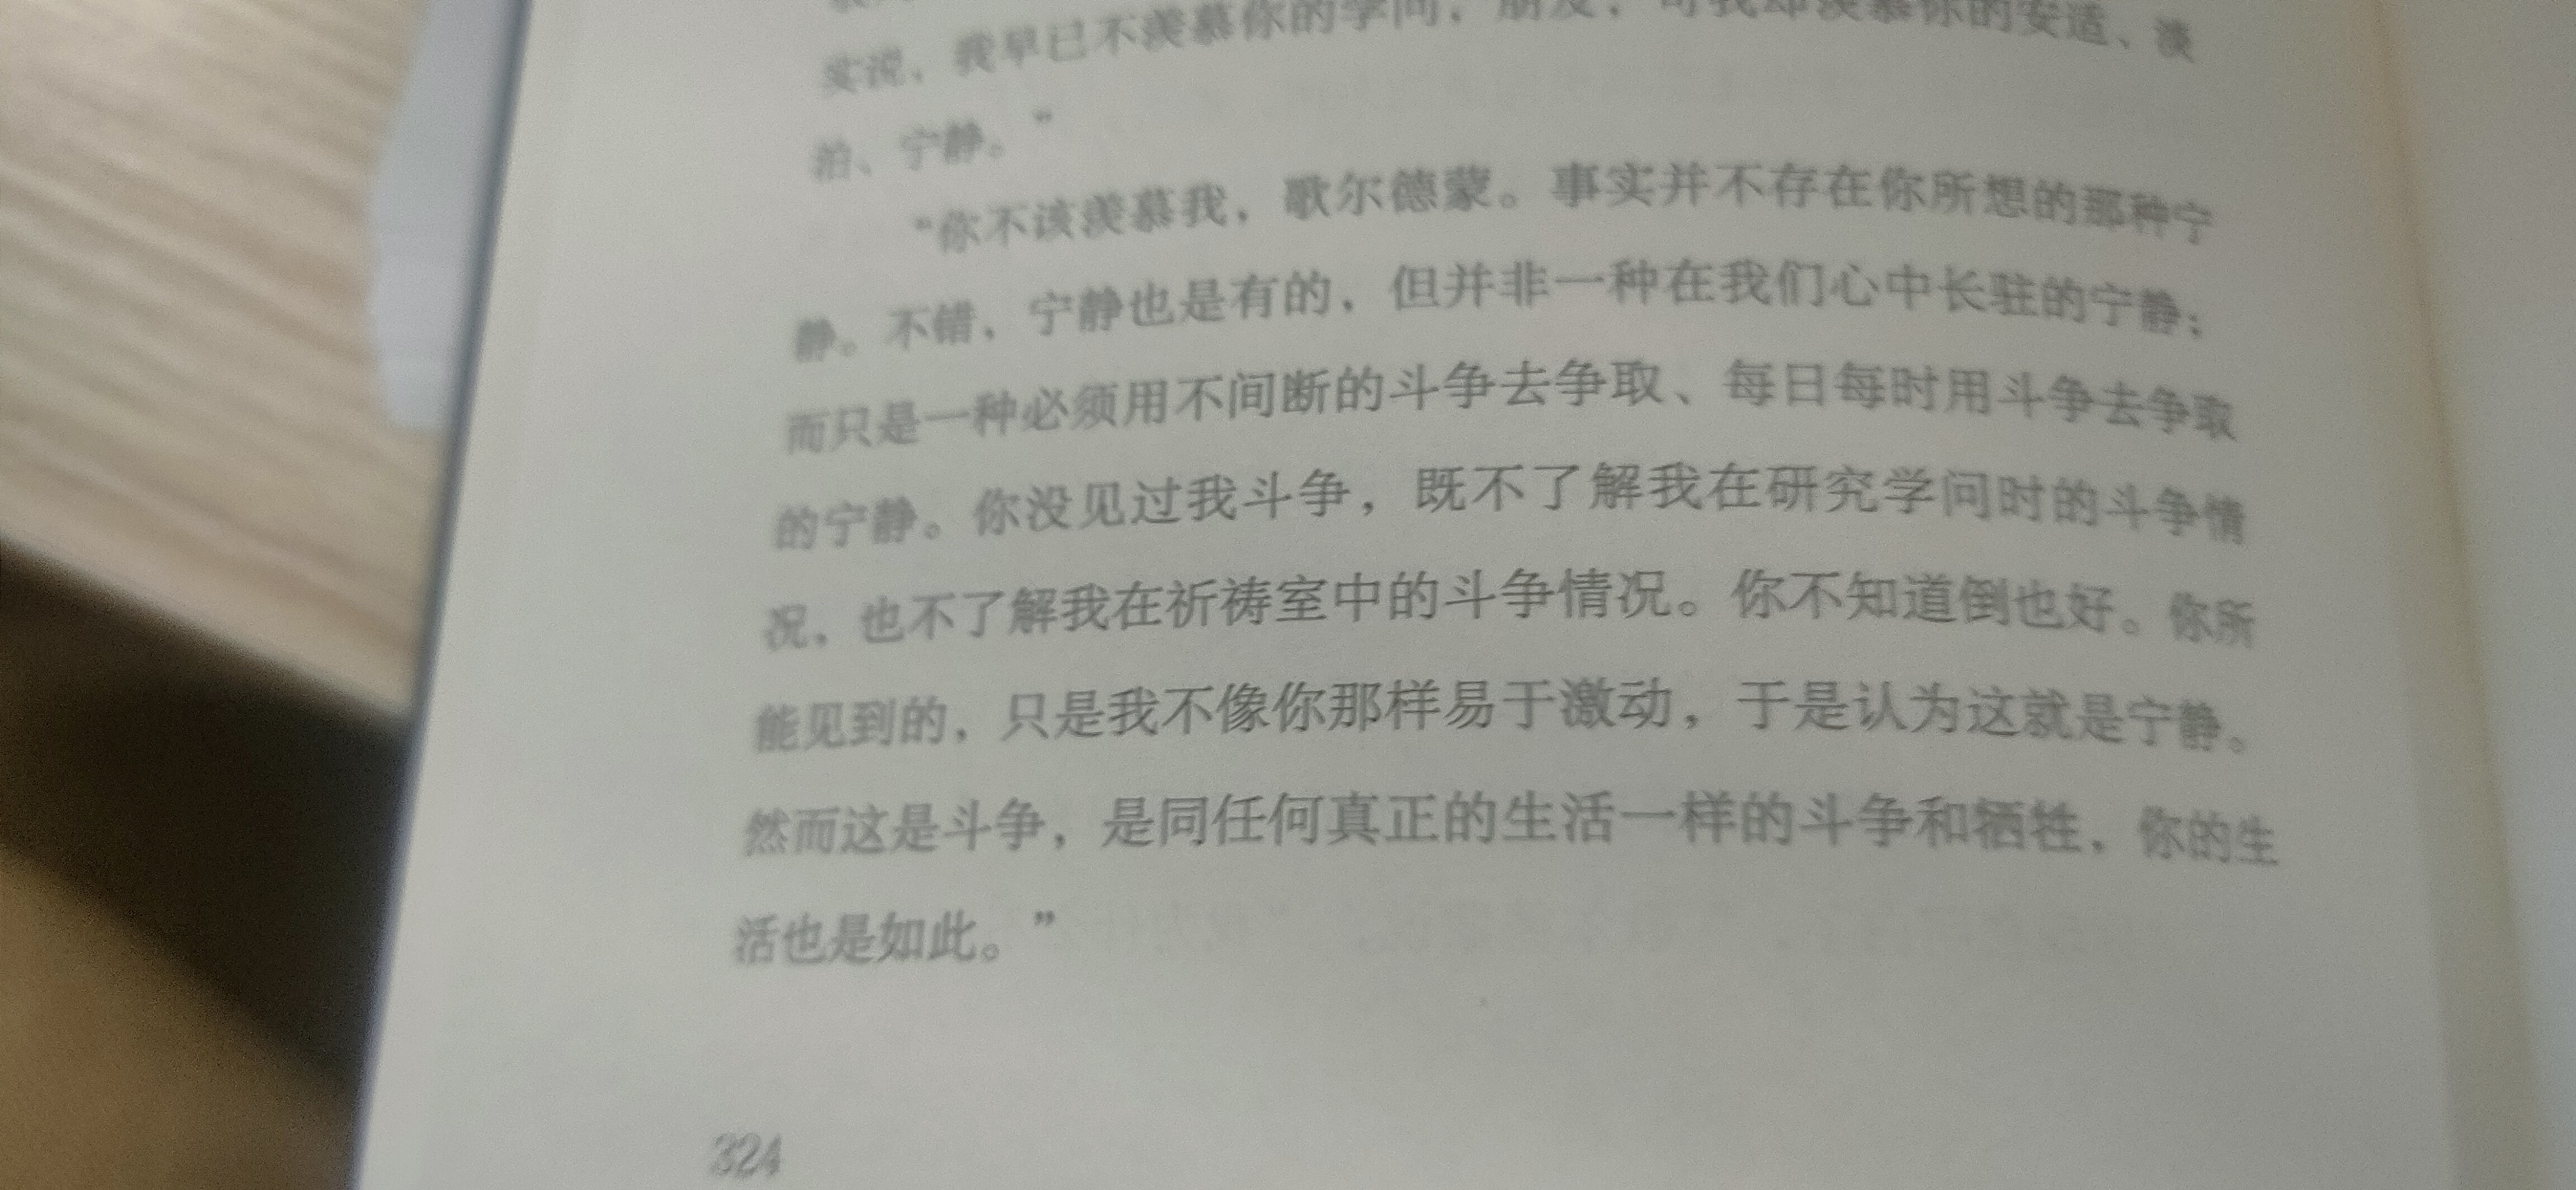 实说，我早已不羡慕你的学问，朋友，可我却羡慕你的安适、淡
泊、宁静。”
“你不该羡慕我，歌尔德蒙。事实并不存在你所想的那种宁
静。不错，宁静也是有的，但并非一种在我们心中长驻的宁静；
而只是一种必须用不间断的斗争去争取、每日每时用斗争去争取
的宁静。你没见过我斗争，既不了解我在研究学问时的斗争情
况，也不了解我在祈祷室中的斗争情况。你不知道倒也好。你所
能见到的，只是我不像你那样易于激动，于是认为这就是宁静。
然而这是斗争，是同任何真正的生活一样的斗争和牺牲，你的生
活也是如此。”
324